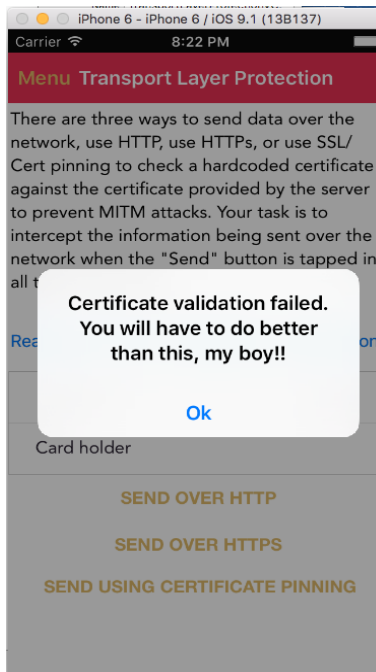 iPhone 6 - iPhone 6 / iOS 9.1 (13B137)
Carrier 8:22 PM
Menu Transport Layer Protection
There are three ways to send data over the
network, use HTTP, use HTTPs, or use SSL/
Cert pinning to check a hardcoded certificate
against the certificate provided by the server
to prevent MITM attacks. Your task is to
intercept the information being sent over the
network when the "Send" button is tapped in
all
Certificate validation failed.
You will have to do better
than this, my boy!!
Ok
Card holder
SEND OVER HTTP
SEND OVER HTTPS
SEND USING CERTIFICATE PINNING